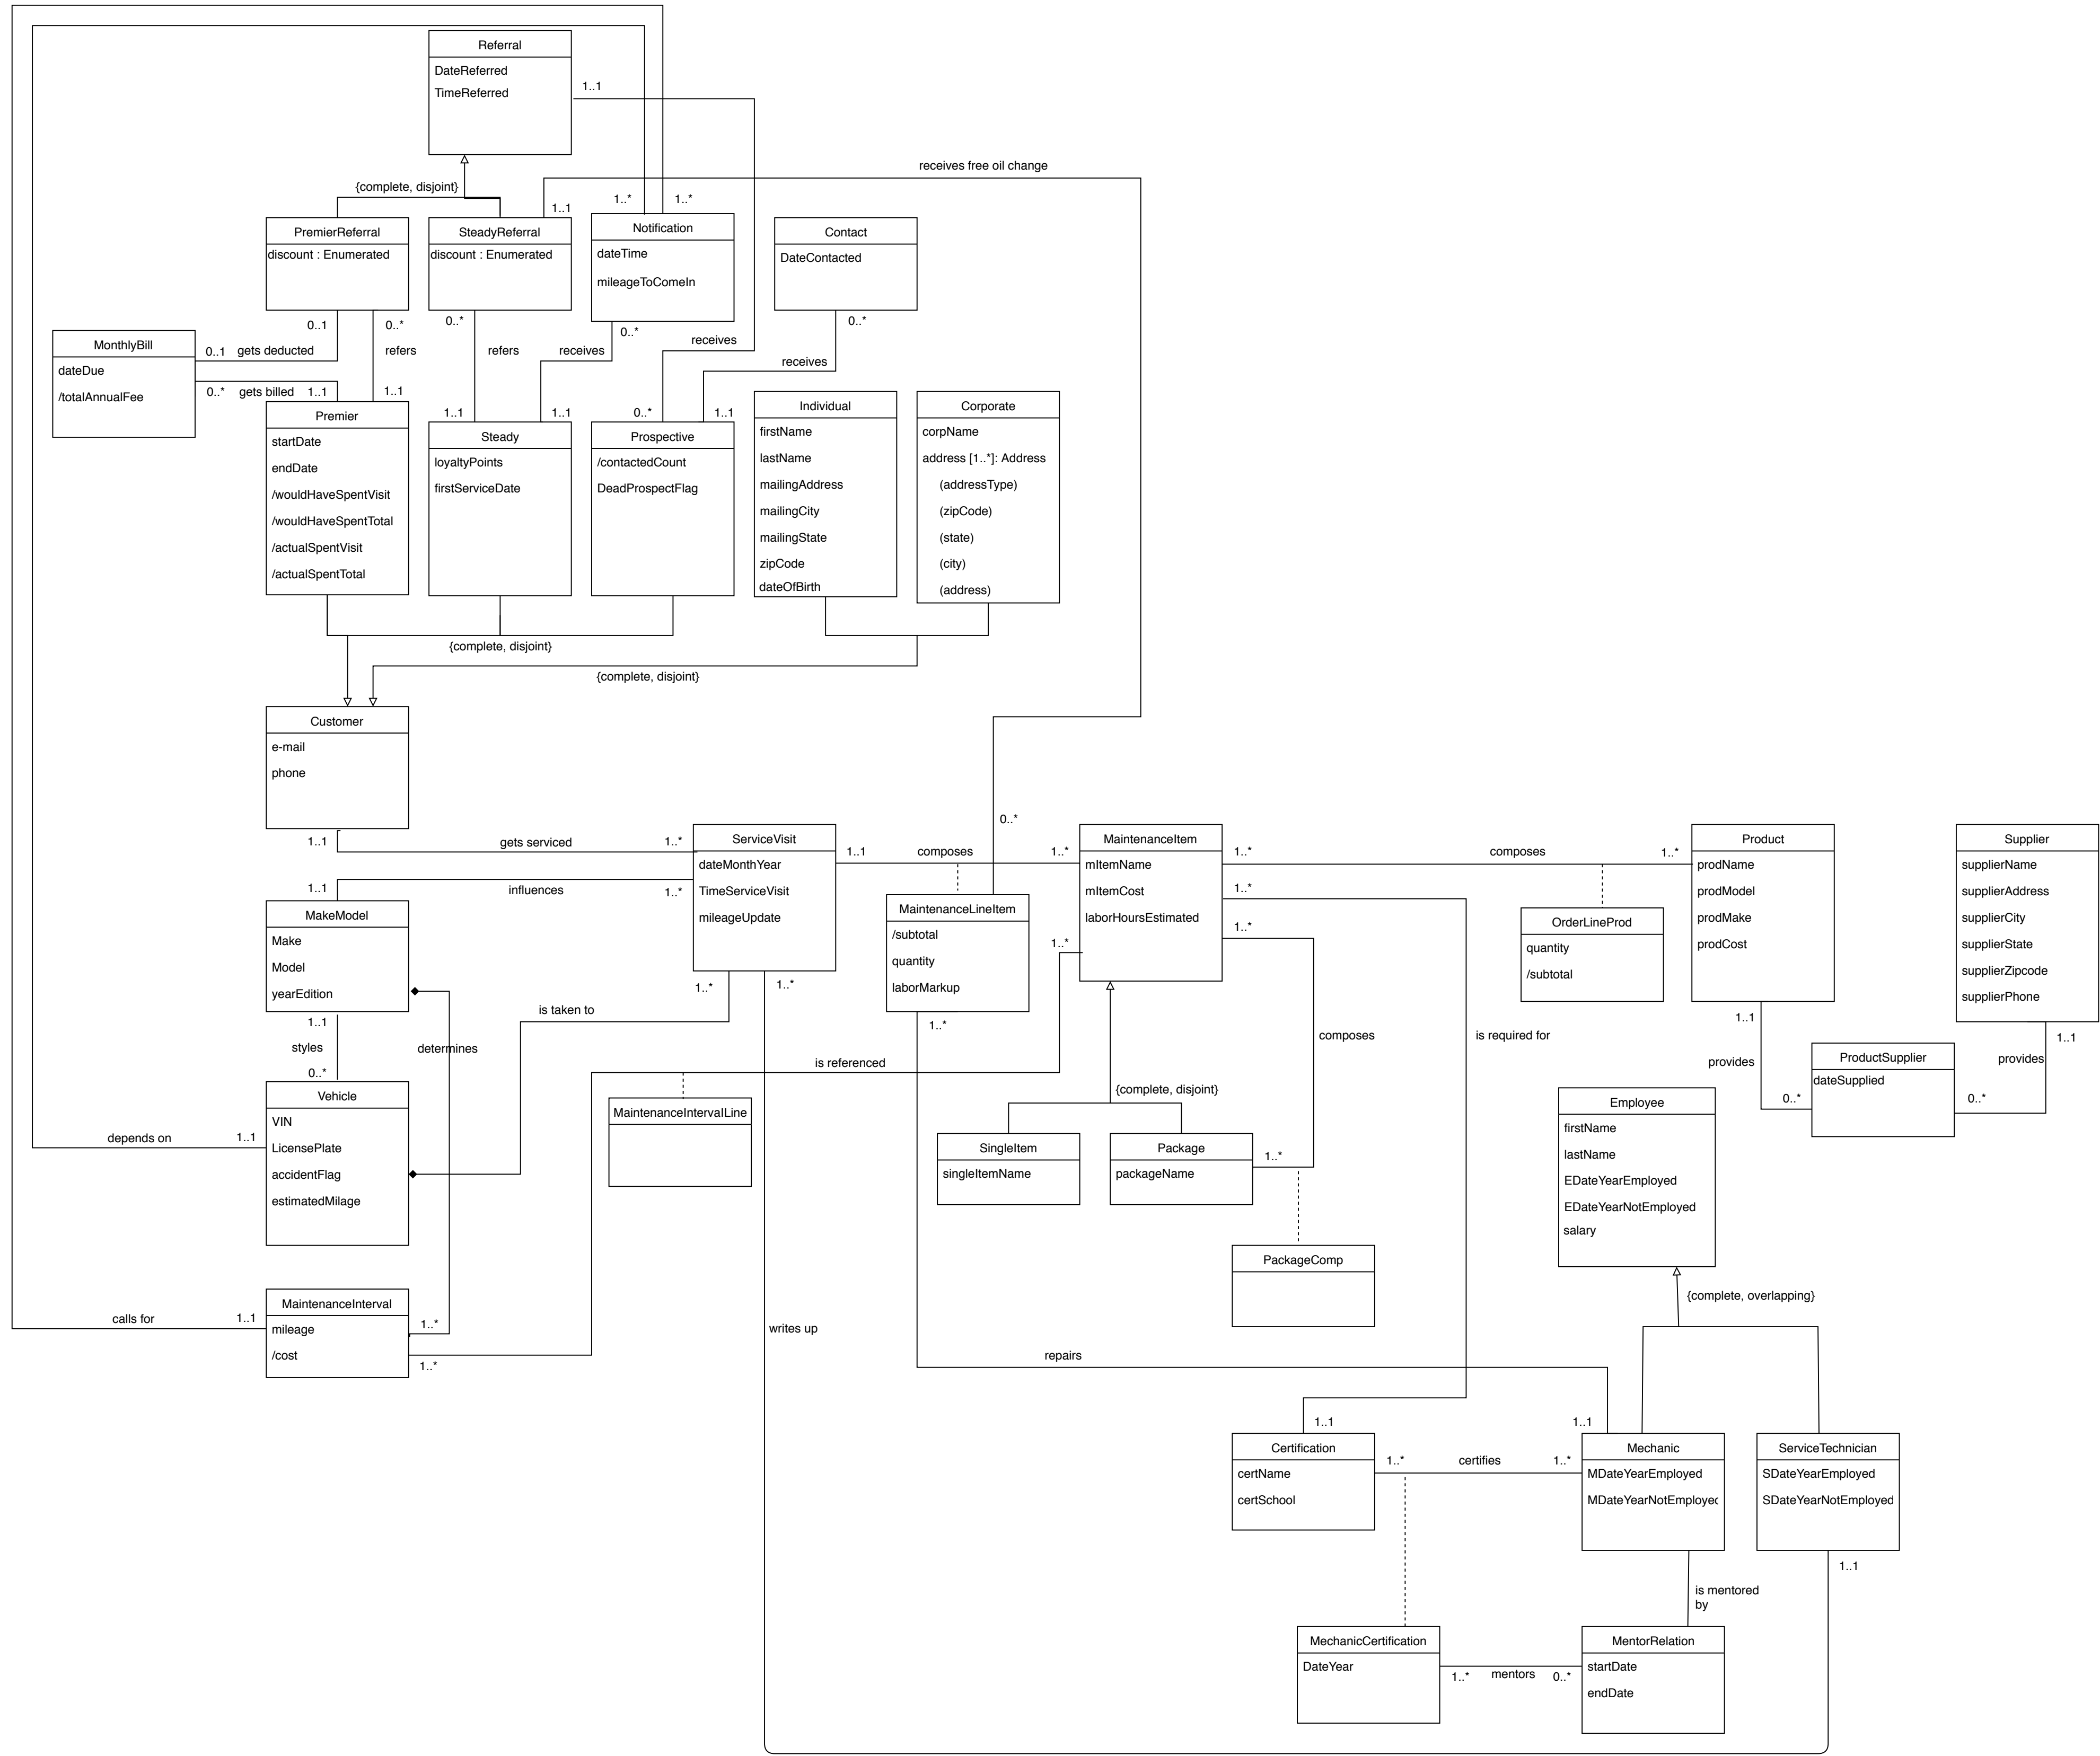 Referral
DateReferred
TimeReferred
1..1
receives free oil change
{complete, disjoint}
1..1
1..*
1..*
PremierReferral
discount : Enumerated
SteadyReferral
discount : Enumerated
Notification
dateTime
mileageToComeIn
Contact
DateContacted
0..1
0..*
0..*
0..*
0..*
MonthlyBill
dateDue
/totalAnnualFee
0..1
gets deducted
refers
refers
receives
receives
receives
0..*
gets billed
1..1
1..1
1..1
1..1
0..*
1..1
Premier
startDate
endDate
/wouldHaveSpentVisit
/wouldHaveSpentTotal
/actualSpentVisit
/actualSpentTotal
Steady
loyaltyPoints
firstServiceDate
Prospective
/contactedCount
DeadProspectFlag
Individual
firstName
lastName
mailingAddress
mailingCity
mailingState
zipCode
dateOfBirth
Corporate
corpName
address [1..*]: Address
(addressType)
(zipCode)
(state)
(city)
(address)
{complete, disjoint}
{complete, disjoint}
Customer
e-mail
phone
1..1
gets serviced
1..*
1..1
influences
1..*
ServiceVisit
dateMonthYear
TimeServiceVisit
mileageUpdate
1..1
composes
1..*
0..*
MaintenanceItem
mItemName
mItemCost
laborHoursEstimated
1..*
composes
1..*
1..*
1..*
1..*
Product
prodName
prodModel
prodMake
prodCost
Supplier
supplierName
supplierAddress
supplierCity
supplierState
supplierZipcode
supplierPhone
MakeModel
Make
Model
yearEdition
MaintenanceLineItem
/subtotal
quantity
laborMarkup
OrderLineProd
quantity
/subtotal
1..*
1..*
is taken to
1..1
styles
0..*
determines
1..*
is referenced
composes
is required for
1..1
provides
0..*
ProductSupplier
dateSupplied
1..1
provides
0..*
Vehicle
VIN
LicensePlate
accidentFlag
estimatedMilage
depends on
1..1
MaintenanceIntervalLine
{complete, disjoint}
SingleItem
singleItemName
Package
packageName
1..*
PackageComp
Employee
firstName
lastName
EDateYearEmployed
EDateYearNotEmployed
salary
{complete, overlapping}
MaintenanceInterval
mileage
/cost
calls for
1..1
1..*
1..*
writes up
repairs
1..1
1..1
Certification
certName
certSchool
1..*
certifies
1..*
Mechanic
MDateYearEmployed
MDateYearNotEmployec
ServiceTechnician
SDateYearEmployed
SDateYearNotEmployed
1..1
is mentored
by
MechanicCertification
DateYear
1..*
mentors
0..*
MentorRelation
startDate
endDate